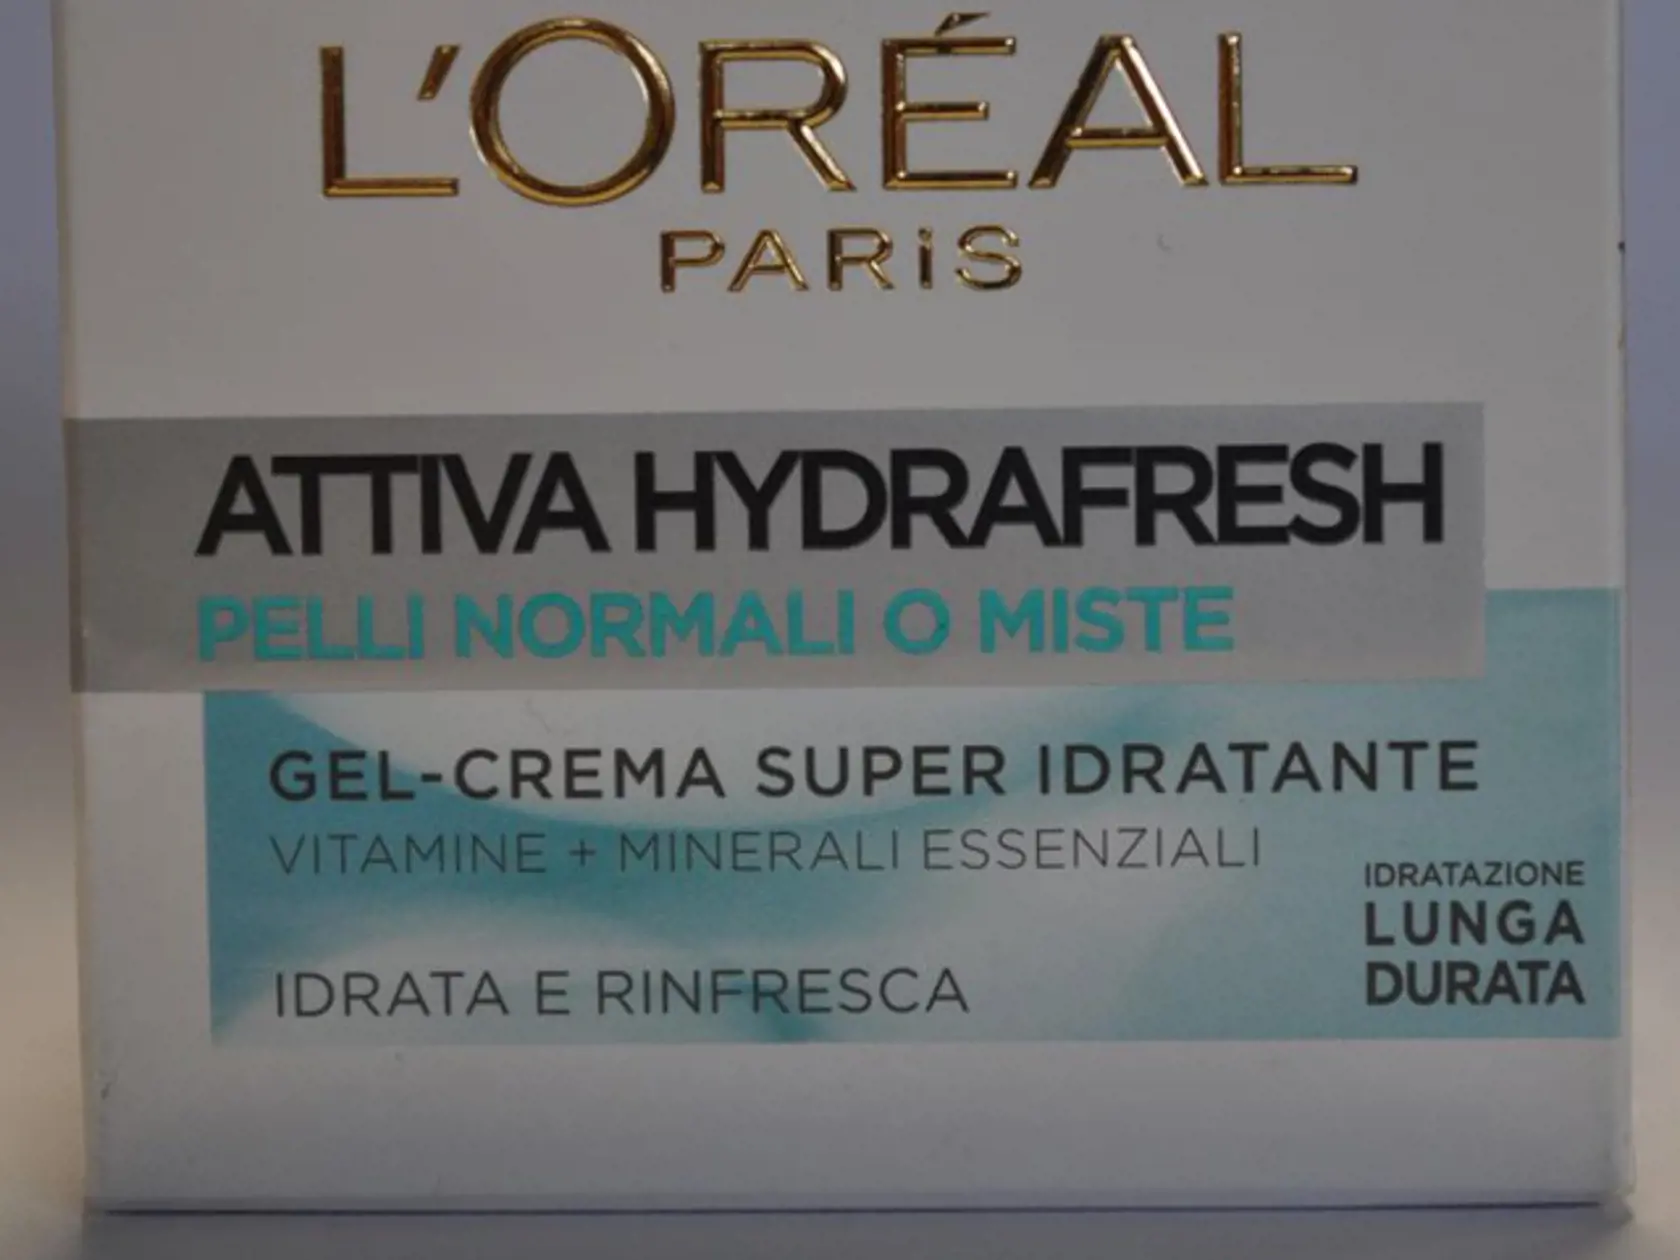 L'ORÉAL
PARiS
ATTIVA HYDRAFRESH
PELLI NORMALI O MISTE
GEL-CREMA SUPER IDRATANTE
VITAMINE + MINERALI ESSENZIALI
IDRATAZIONE
LUNGA
DURATA
IDRATA E RINFRESCA